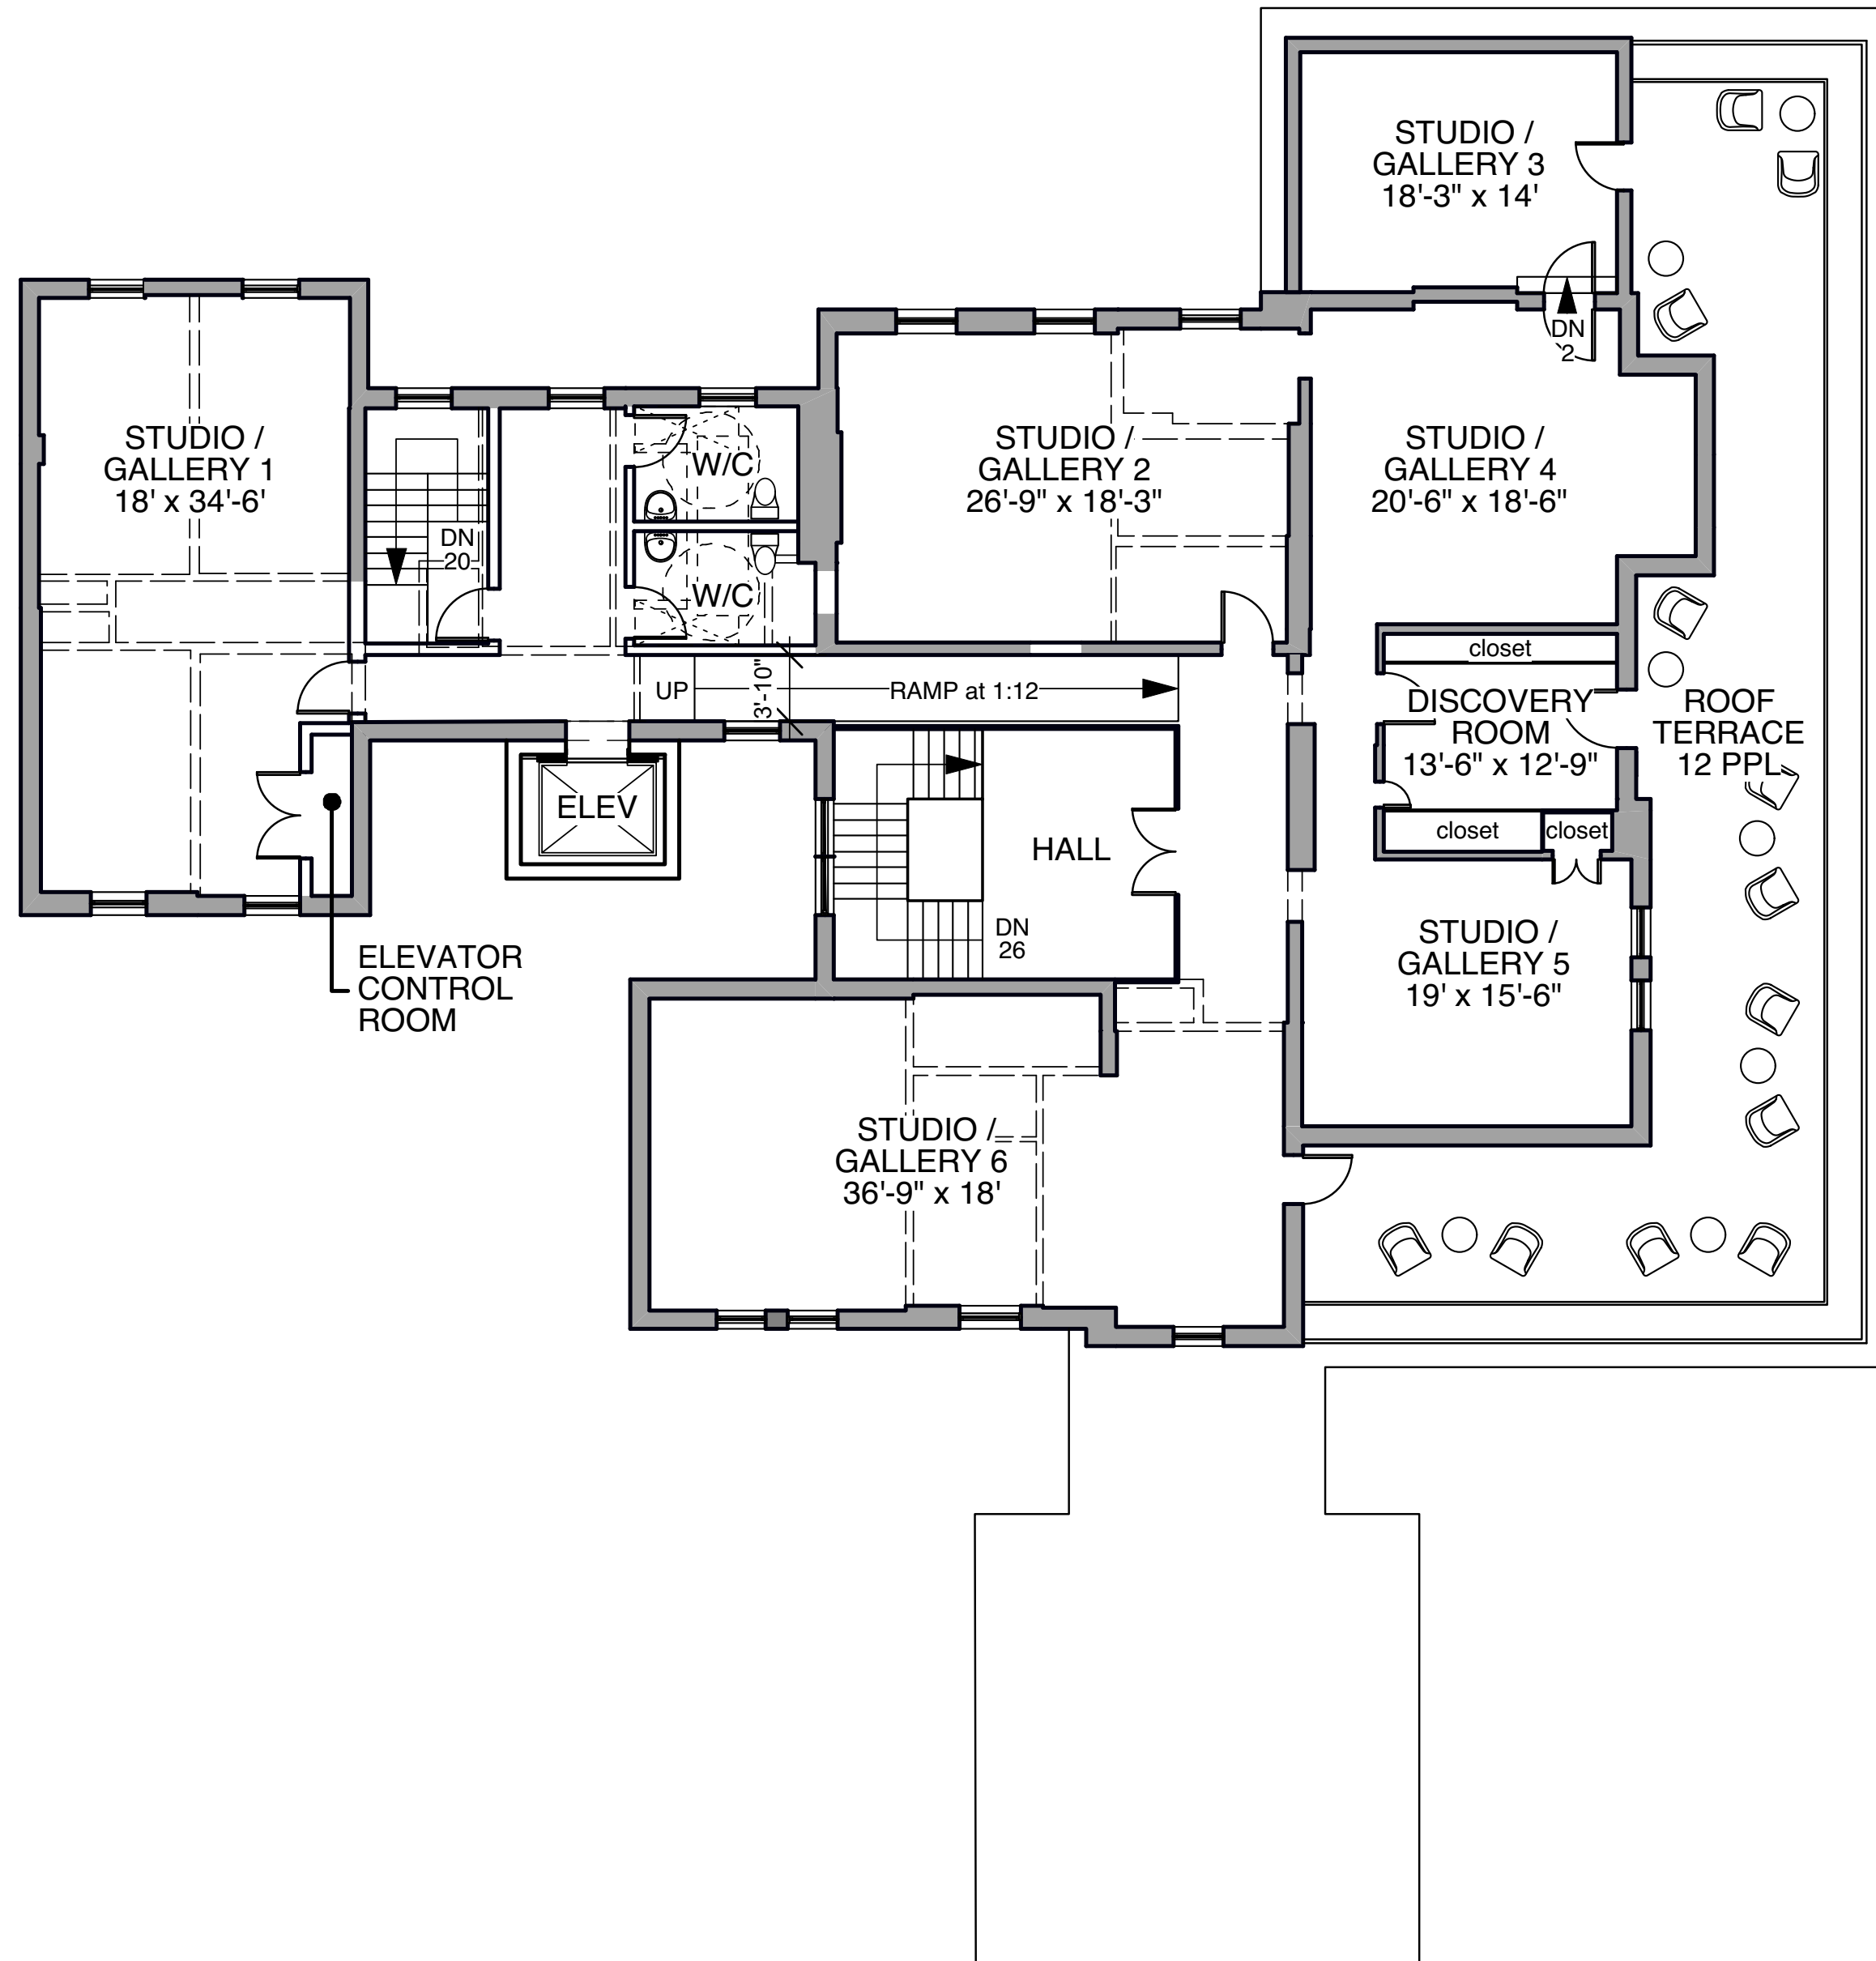 STUDIO /
GALLERY 3
18'-3" x 14'
DN
2
STUDIO /
GALLERY 1
18' x 34'-6'
DN
20
W/C
W/C
STUDIO /
GALLERY 2
26'-9" x 18'-3"
STUDIO /
GALLERY 4
20'-6" x 18'-6"
UP
3'-10"
RAMP at 1:12
closet
DISCOVERY
ROOM
13'-6" x 12'-9"
ROOF
TERRACE
12 PPL
ELEV
HALL
closet
closet
DN
26
ELEVATOR
CONTROL
ROOM
STUDIO /
GALLERY 5
19' x 15'-6"
STUDIO /
GALLERY 6
36'-9" x 18'